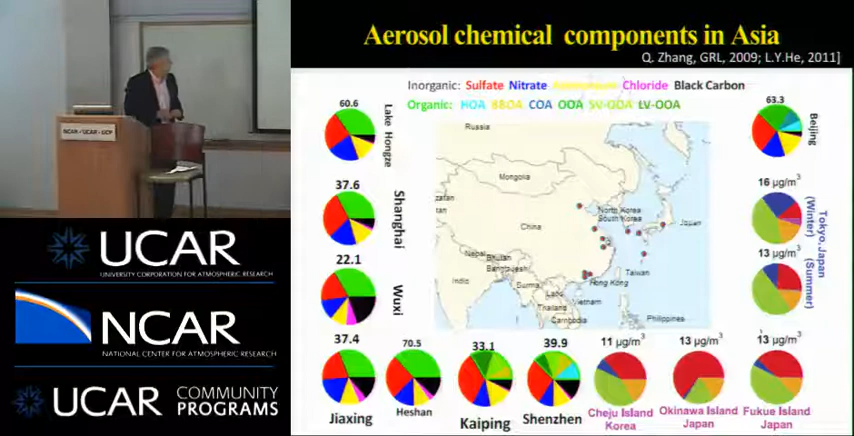 Aerosol chemical components in Asia
Q. Zhang, GRL, 2009; L.Y.He, 2011]
Inorganic: Sulfate Nitrate Chloride Black Carbon
Organic: HOA BBOA COA OOA SV-OOA LV-OOA
60.6
Lake Hongze
37.6
Shanghai
22.1
Wuxi
37.4
Jiaxing
70.5
Heshan
33.1
Kaiping
39.9
Shenzhen
11 µg/m³
Cheju Island
Korea
13 µg/m³
Okinawa Island
Japan
13 µg/m³
Fukue Island
Japan
63.3
Beijing
16 µg/m³
Tokyo, Japan
(Winter)
13 µg/m³
(Summer)
Russia
Mongolia
North Korea
South Korea
Japan
China
Nepal
Bhutan
Bangladesh
India
Burma
Laos
Thailand
Vietnam
Cambodia
Taiwan
Hong Kong
Philippines
NCAR • UCAR • UCP
UCAR
UNIVERSITY CORPORATION FOR ATMOSPHERIC RESEARCH
NCAR
NATIONAL CENTER FOR ATMOSPHERIC RESEARCH
UCAR COMMUNITY
PROGRAMS